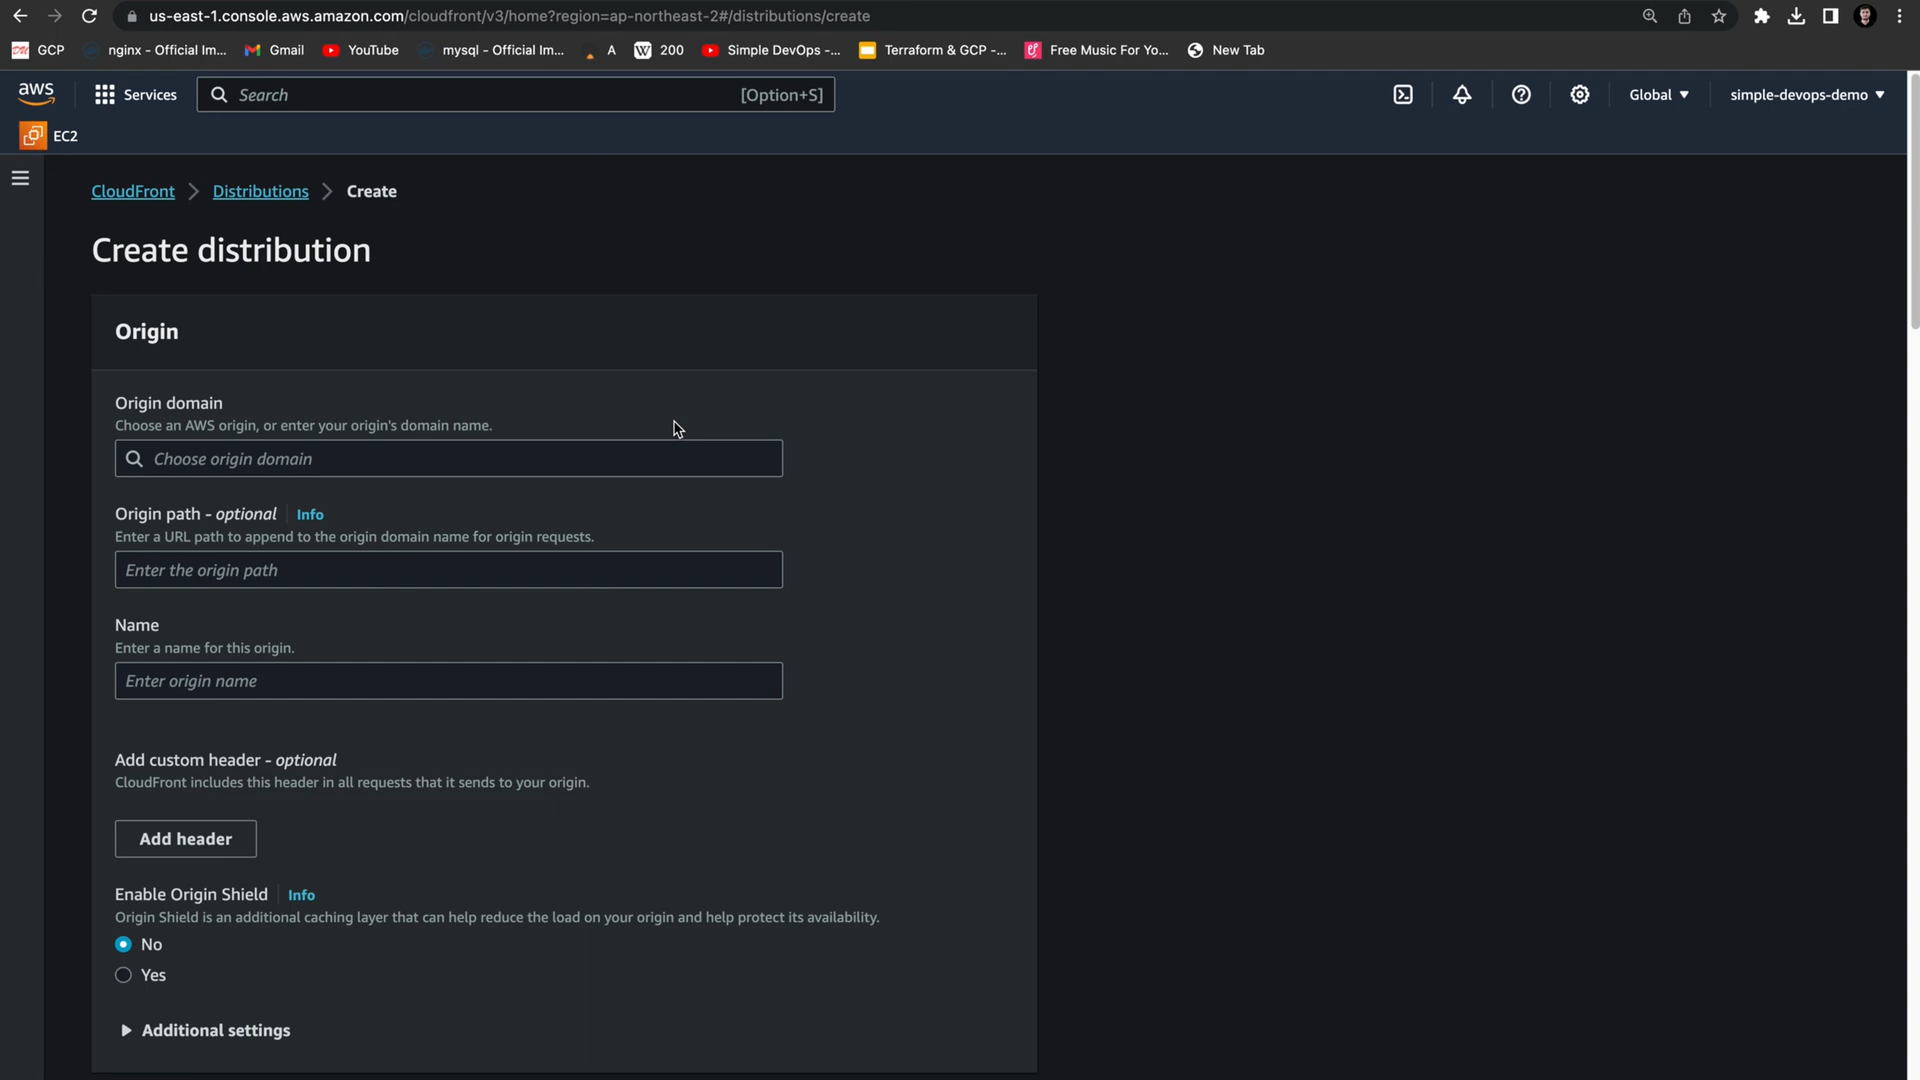 us-east-1.console.aws.amazon.com/cloudfront/v3/home?region=ap-northeast-2#/distributions/create
GCP nginx - Official Im... Gmail YouTube mysql - Official Im... A 200 Simple DevOps -... Terraform & GCP -... Free Music For Yo... New Tab
aws Services Search [Option+S] Global simple-devops-demo
EC2
CloudFront Distributions Create
Create distribution
Origin
Origin domain
Choose an AWS origin, or enter your origin's domain name.
Choose origin domain
Origin path - optional Info
Enter a URL path to append to the origin domain name for origin requests.
Enter the origin path
Name
Enter a name for this origin.
Enter origin name
Add custom header - optional
CloudFront includes this header in all requests that it sends to your origin.
Add header
Enable Origin Shield Info
Origin Shield is an additional caching layer that can help reduce the load on your origin and help protect its availability.
No
Yes
Additional settings